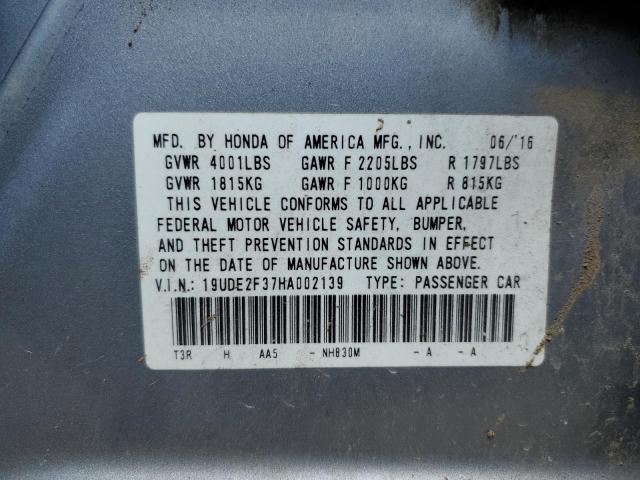 MFD. BY HONDA OF AMERICA MFG., INC. 06/'16
GVWR 4001LBS GAWR F 2205LBS R 1797LBS
GVWR 1815KG GAWR F 1000KG R 815KG
THIS VEHICLE CONFORMS TO ALL APPLICABLE
FEDERAL MOTOR VEHICLE SAFETY, BUMPER,
AND THEFT PREVENTION STANDARDS IN EFFECT
ON THE DATE OF MANUFACTURE SHOWN ABOVE.
V.I.N.: 19UDE2F37HA002139 TYPE: PASSENGER CAR
T3R H AA5 - NH830M - A - A